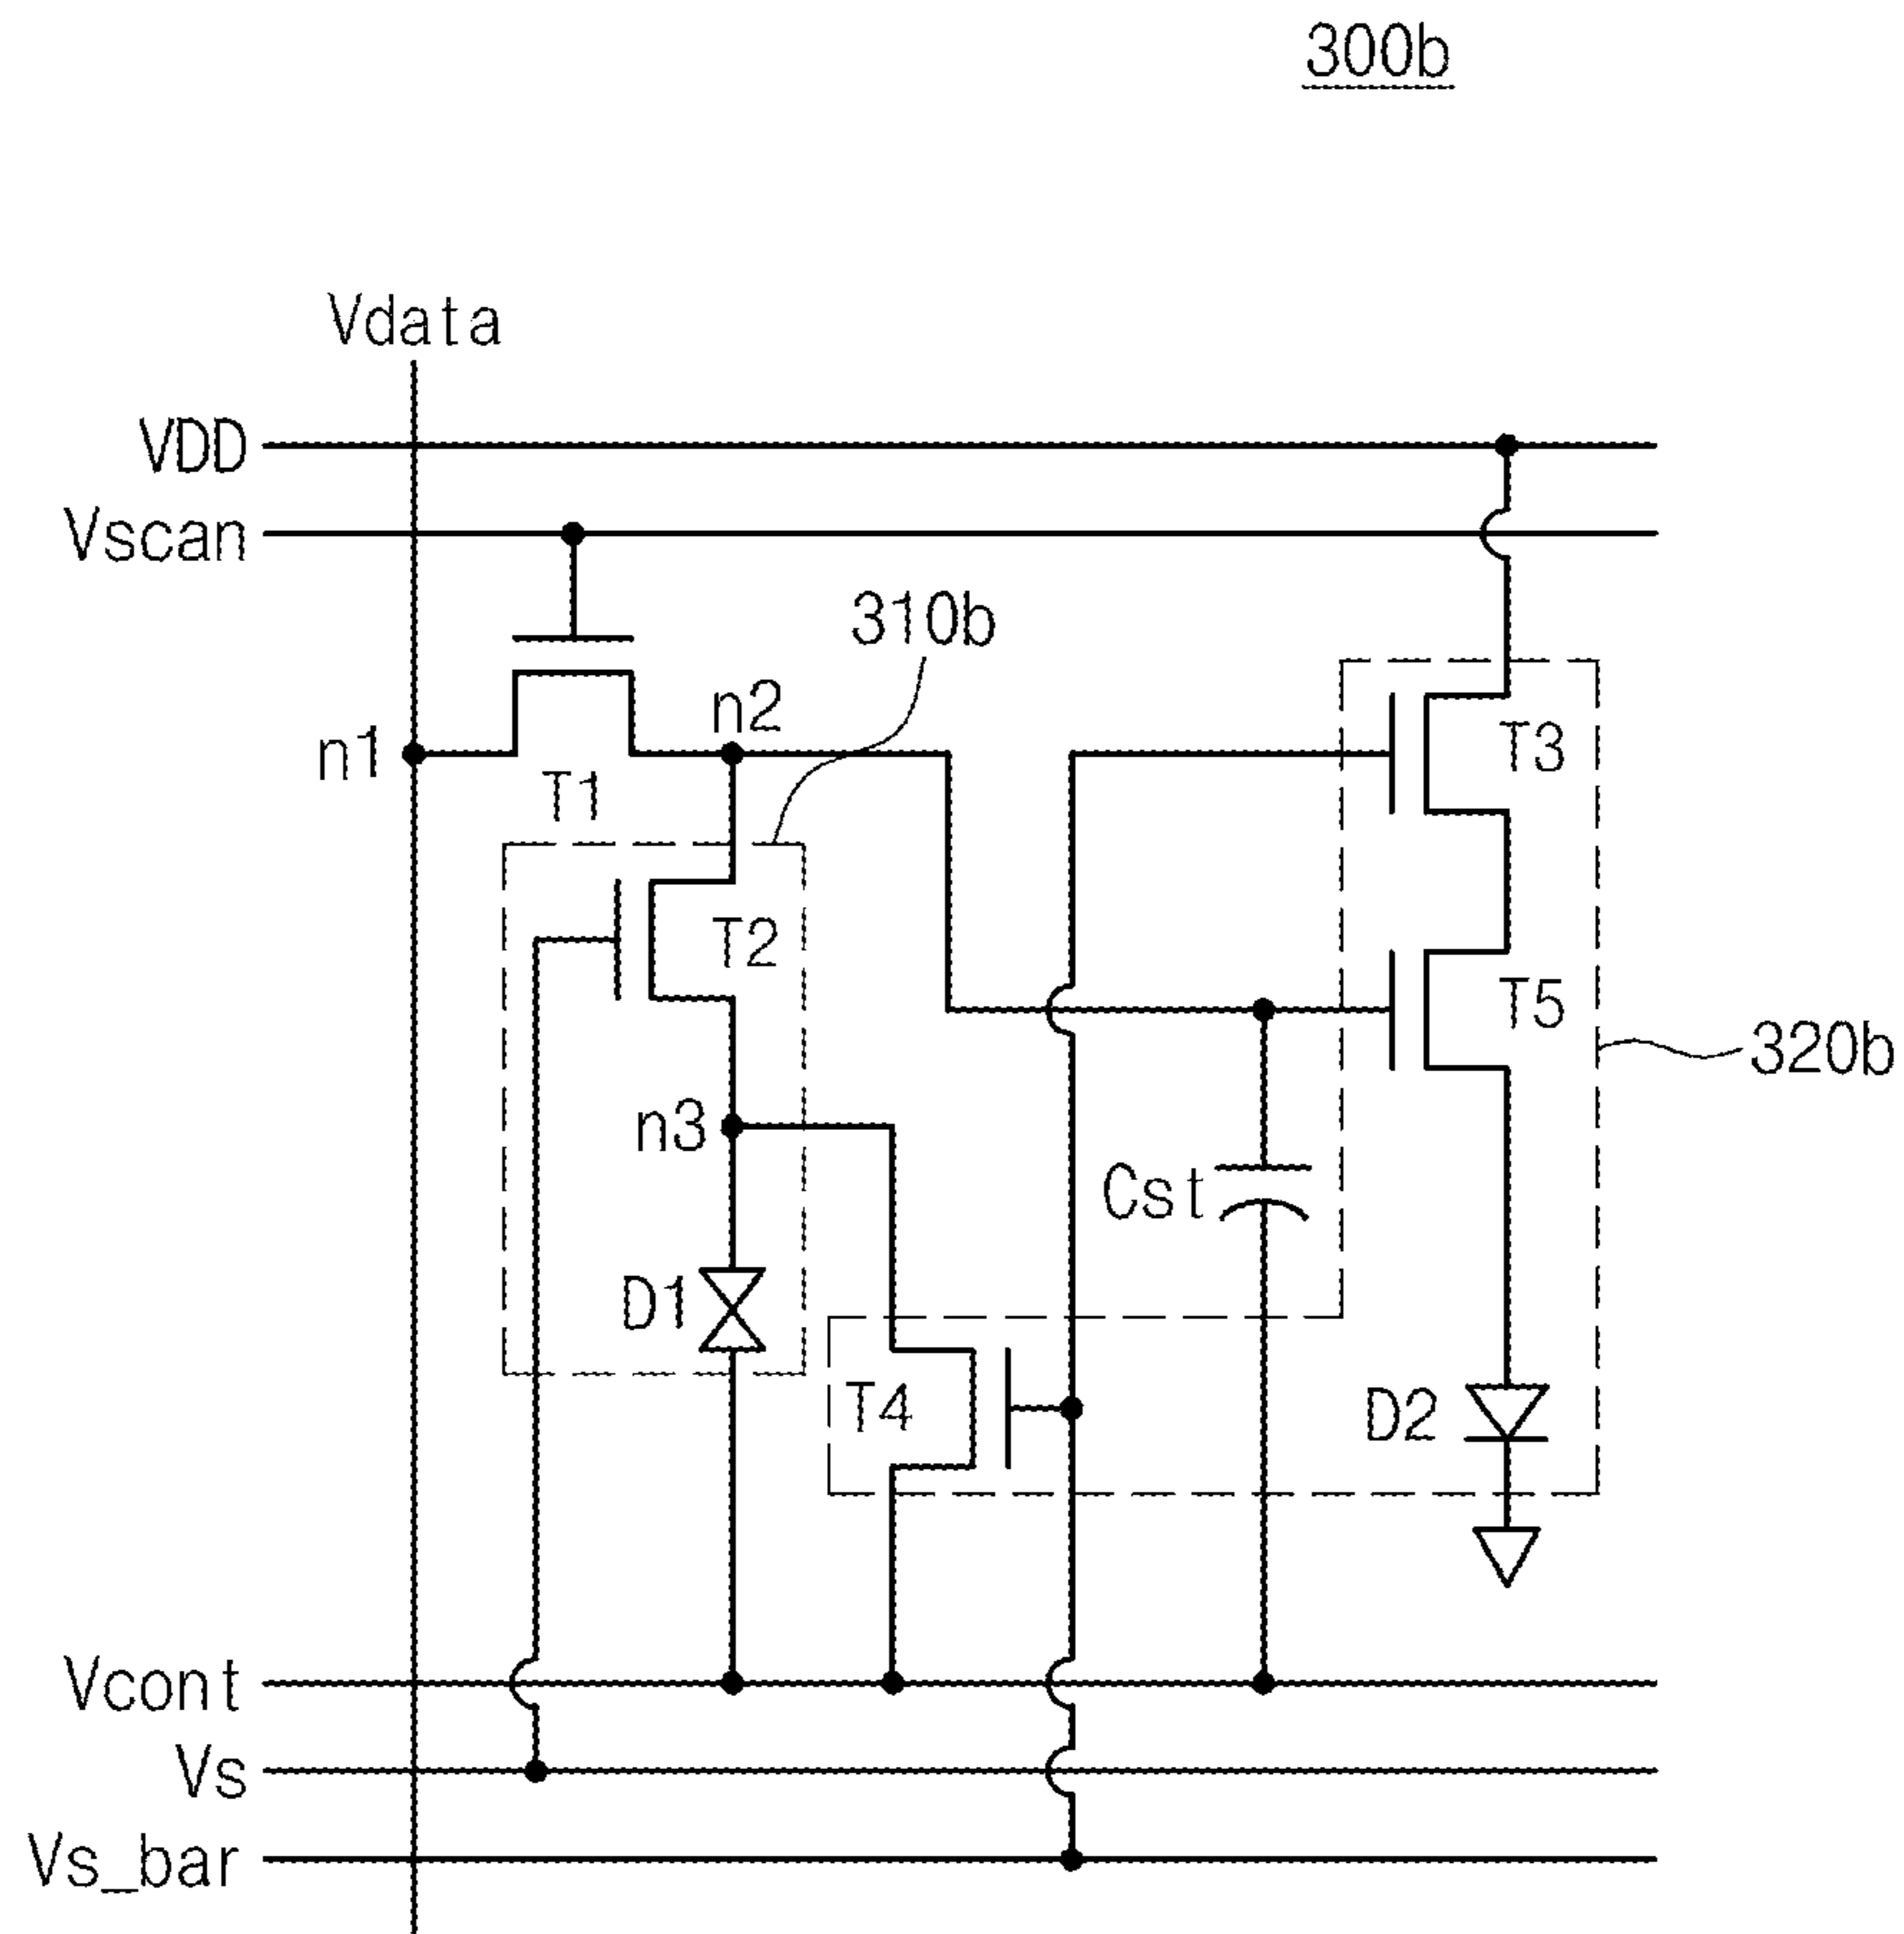 300b
Vdata
VDD
Vscan
310b
n2
n1
T3
T1
T2
T5
320b
n3
Cst
D1
T4
D2
Vcont
Vs
Vs_bar